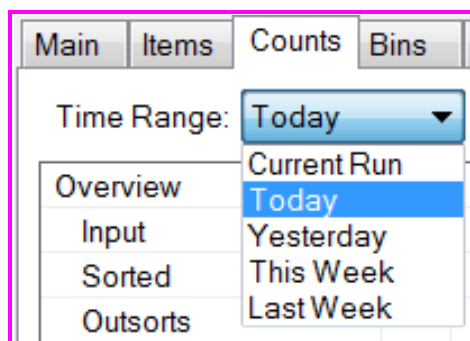 Main Items Counts Bins
Time Range: Today
Current Run
Overview Today
Input Yesterday
Sorted This Week
Outsorts Last Week